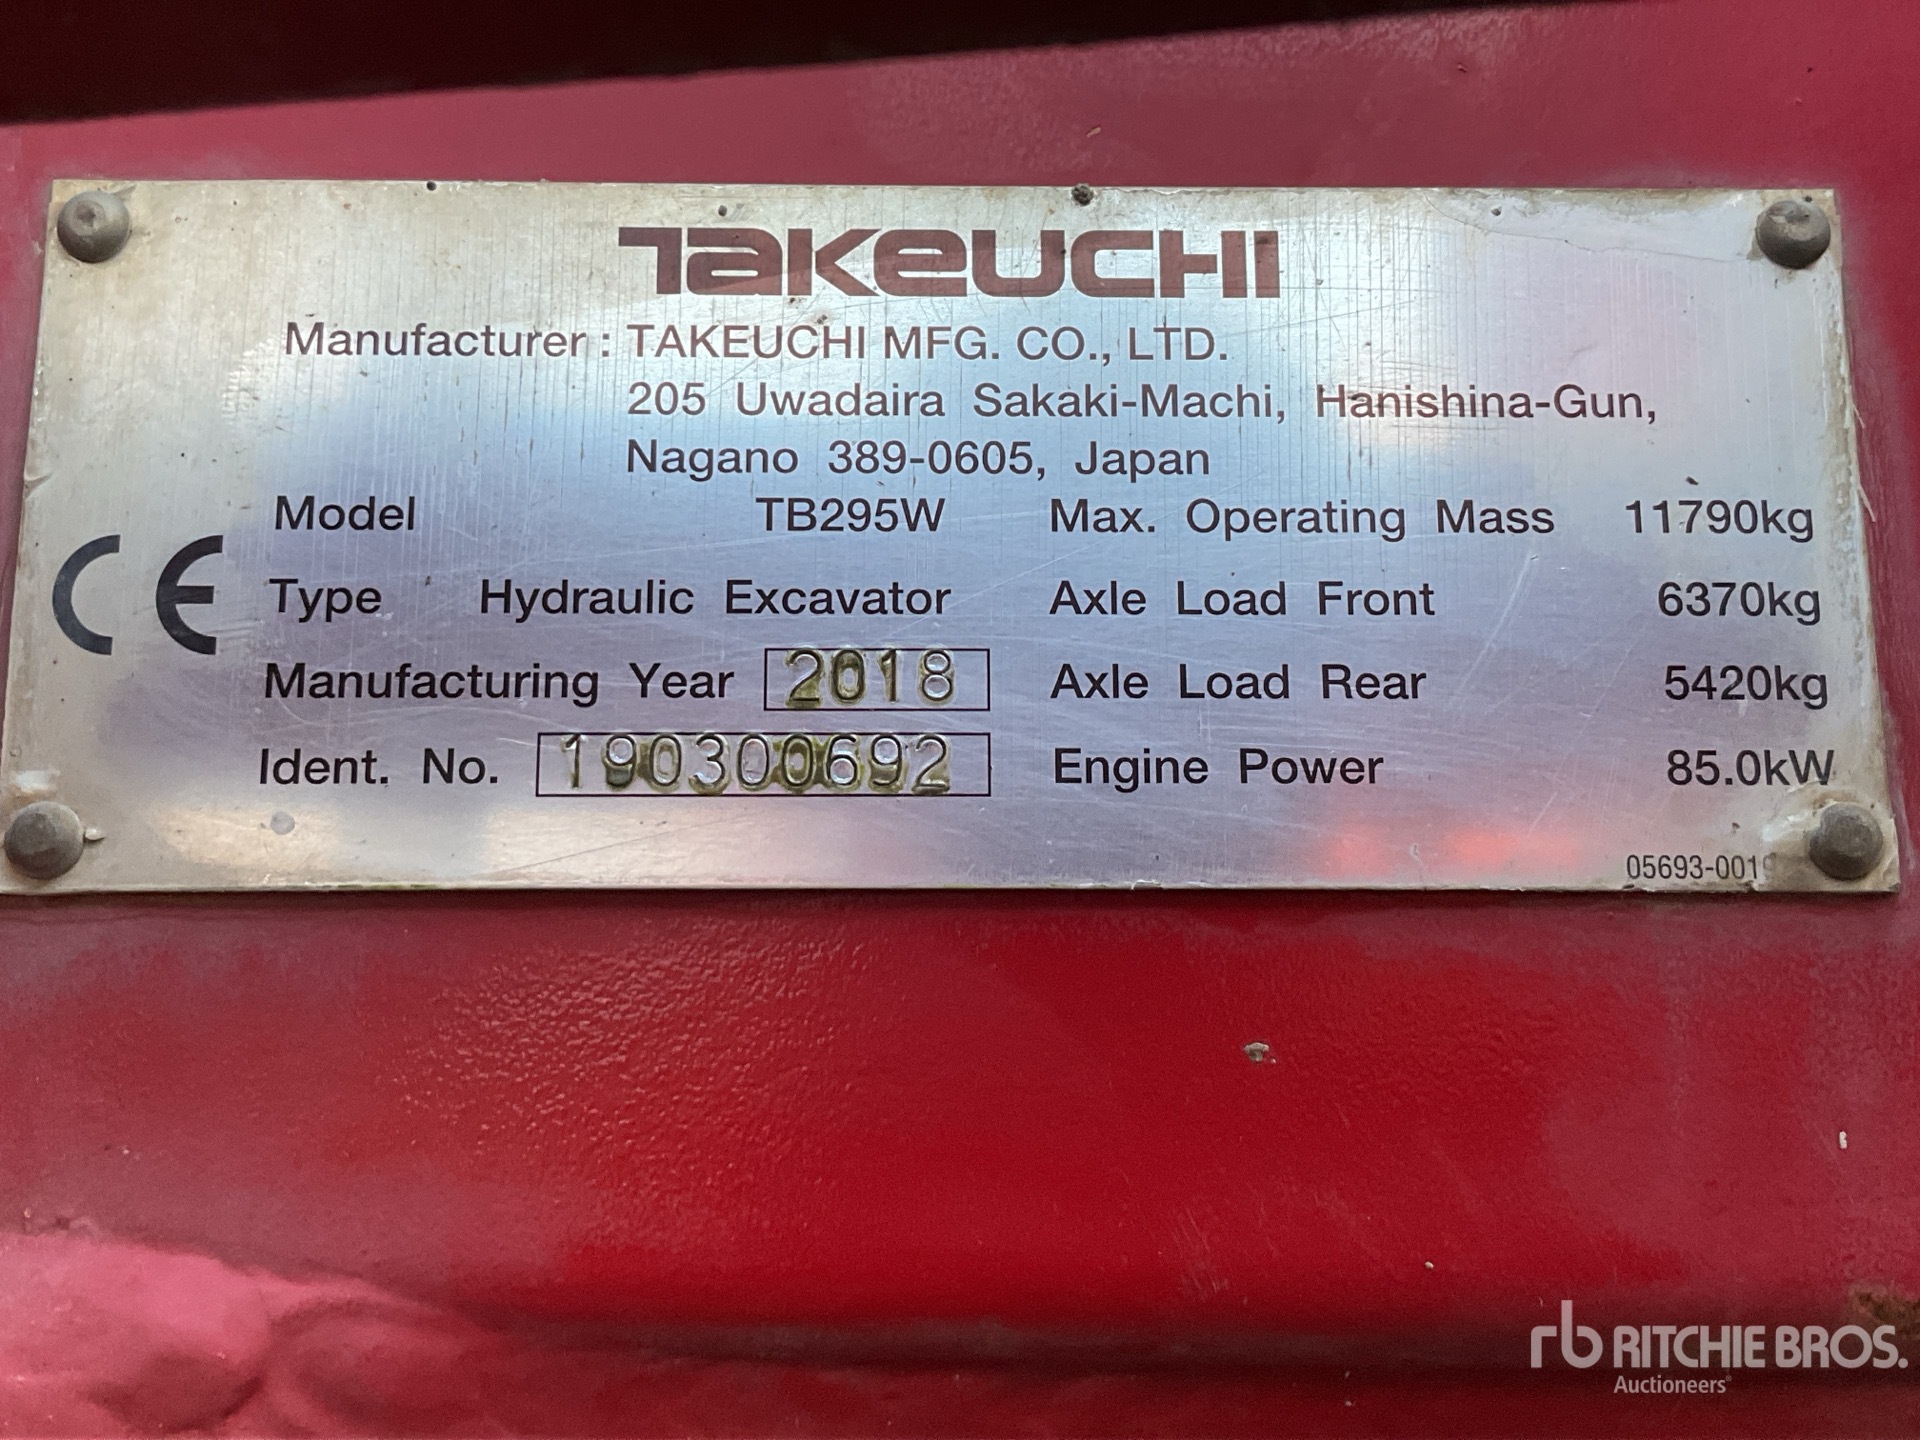 TAKEUCHI
Manufacturer : TAKEUCHI MFG. CO., LTD.
205 Uwadaira Sakaki-Machi, Hanishina-Gun,
Nagano 389-0605, Japan
Model TB295W Max. Operating Mass 11790kg
CE
Type Hydraulic Excavator Axle Load Front 6370kg
Manufacturing Year 2018 Axle Load Rear 5420kg
Ident. No. 190300692 Engine Power 85.0kW
rb RITCHIE BROS.
Auctioneers